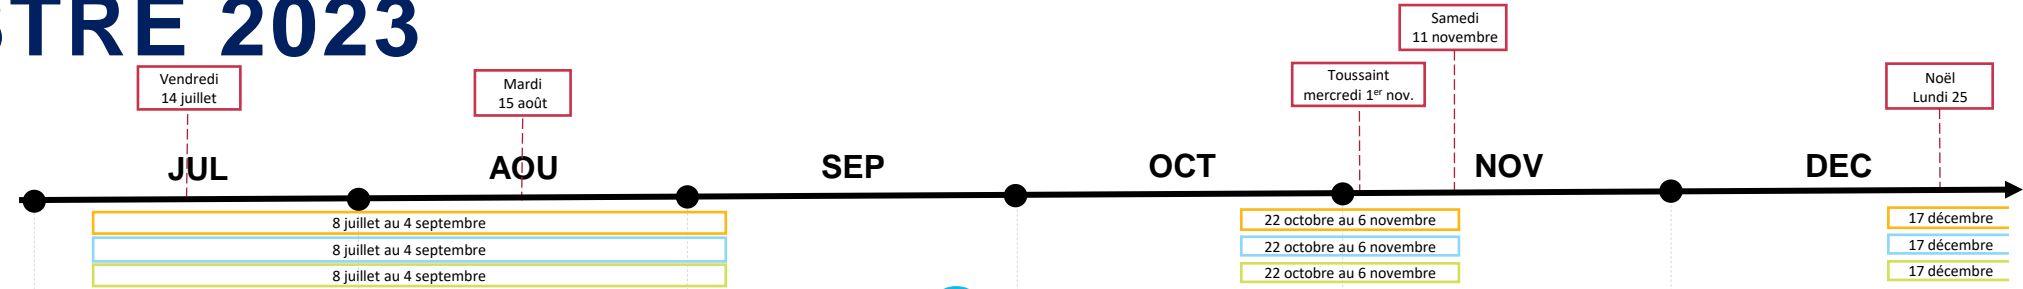 STRE 2023
Samedi
11 novembre
Vendredi
14 juillet
Mardi
15 août
Toussaint
mercredi 1er nov.
Noël
Lundi 25
JUL AOU SEP OCT NOV DEC
8 juillet au 4 septembre 22 octobre au 6 novembre 17 décembre
8 juillet au 4 septembre 22 octobre au 6 novembre 17 décembre
8 juillet au 4 septembre 22 octobre au 6 novembre 17 décembre